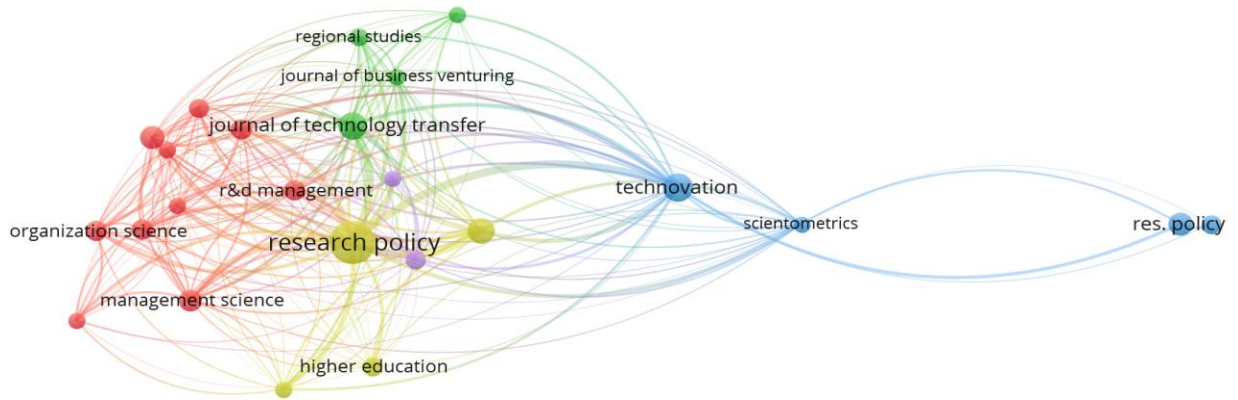 regional studies
journal of business venturing
journal of technology transfer
r&d management
technovation
scientometrics
res. policy
organization science
research policy
management science
higher education